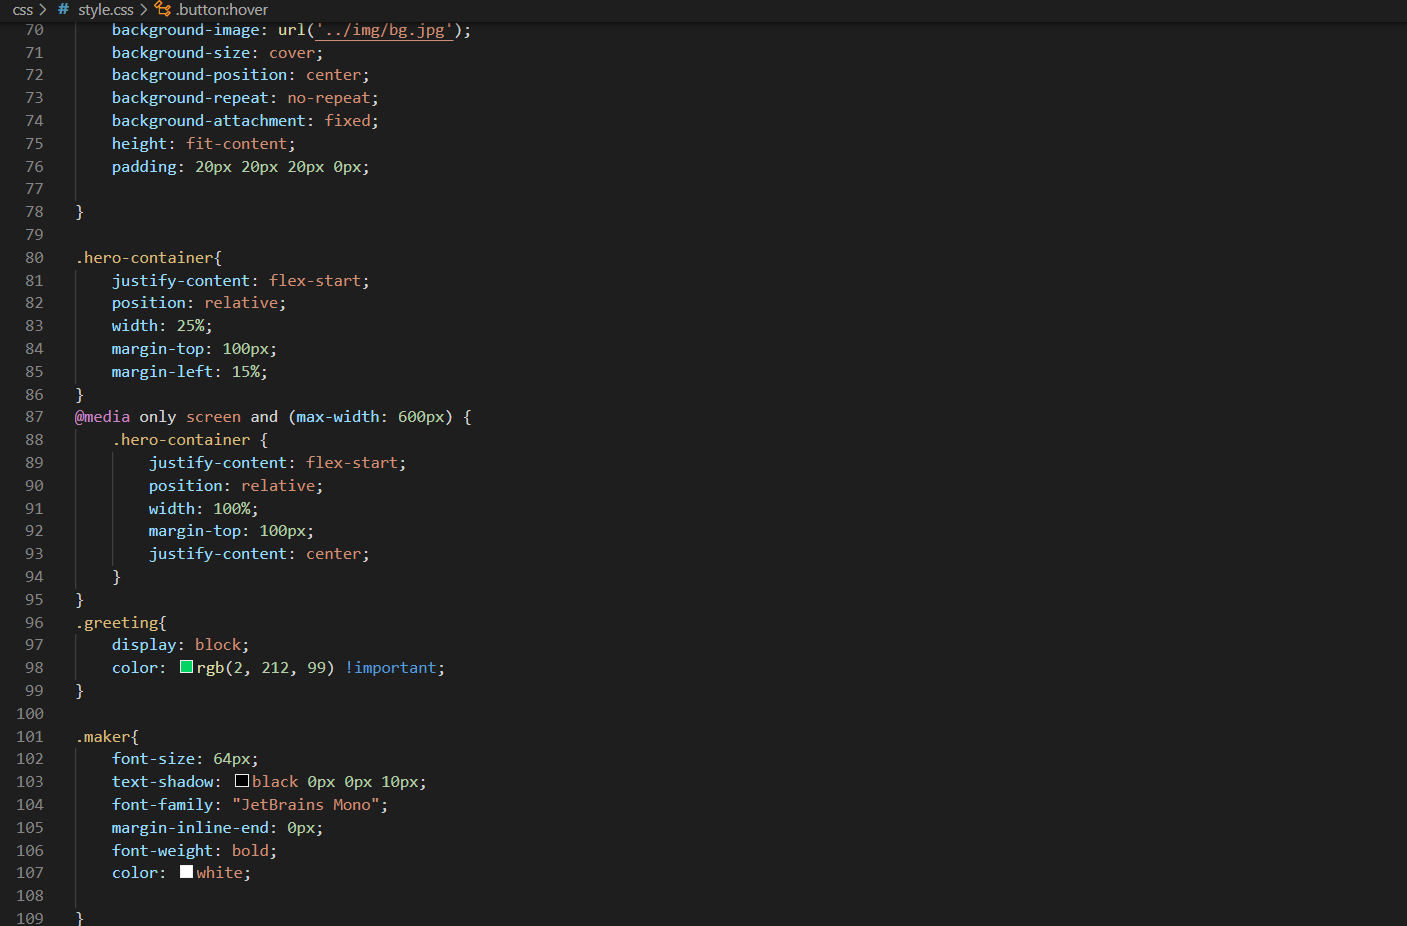 css > # style.css > .button:hover
70 background-image: url('../img/bg.jpg');
71 background-size: cover;
72 background-position: center;
73 background-repeat: no-repeat;
74 background-attachment: fixed;
75 height: fit-content;
76 padding: 20px 20px 20px 0px;
77
78 }
79
80 .hero-container{
81 justify-content: flex-start;
82 position: relative;
83 width: 25%;
84 margin-top: 100px;
85 margin-left: 15%;
86 }
87 @media only screen and (max-width: 600px) {
88 .hero-container {
89 justify-content: flex-start;
90 position: relative;
91 width: 100%;
92 margin-top: 100px;
93 justify-content: center;
94 }
95 }
96 .greeting{
97 display: block;
98 color: rgb(2, 212, 99) !important;
99 }
100
101 .maker{
102 font-size: 64px;
103 text-shadow: black 0px 0px 10px;
104 font-family: "JetBrains Mono";
105 margin-inline-end: 0px;
106 font-weight: bold;
107 color: white;
108
109 }